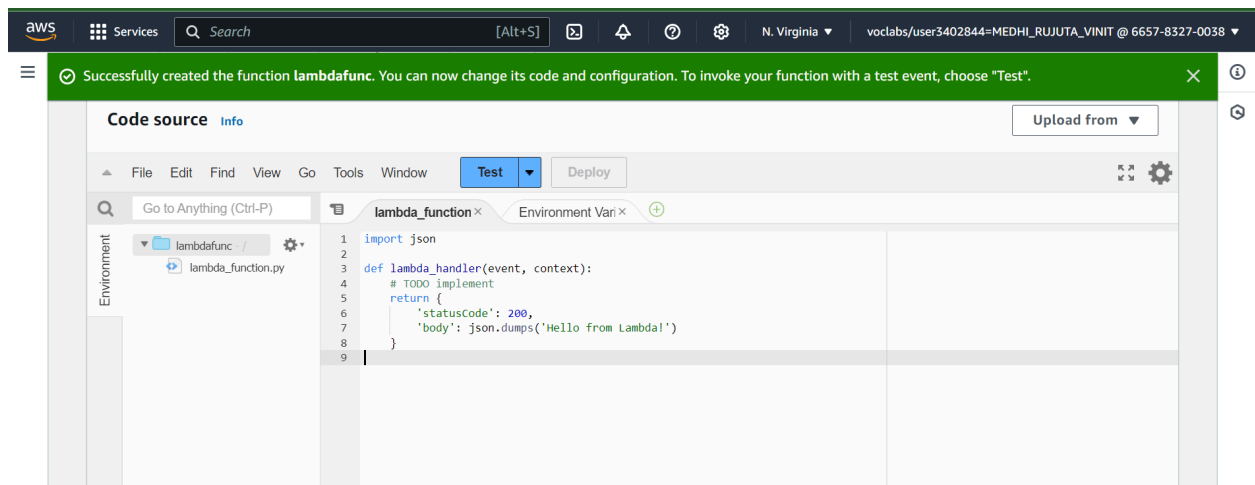 aws Services Search [Alt+S] N. Virginia ▼ voclabs/user3402844=MEDHI_RUJUTA_VINIT @ 6657-8327-0038 ▼
Successfully created the function lambdafunc. You can now change its code and configuration. To invoke your function with a test event, choose "Test".
Code source Info Upload from ▼
File Edit Find View Go Tools Window Test Deploy
Go to Anything (Ctrl-P) lambda_function × Environment Vari ×
Environment
lambdafunc - /
lambda_function.py
1 import json
2
3 def lambda_handler(event, context):
4 # TODO implement
5 return {
6 'statusCode': 200,
7 'body': json.dumps('Hello from Lambda!')
8 }
9